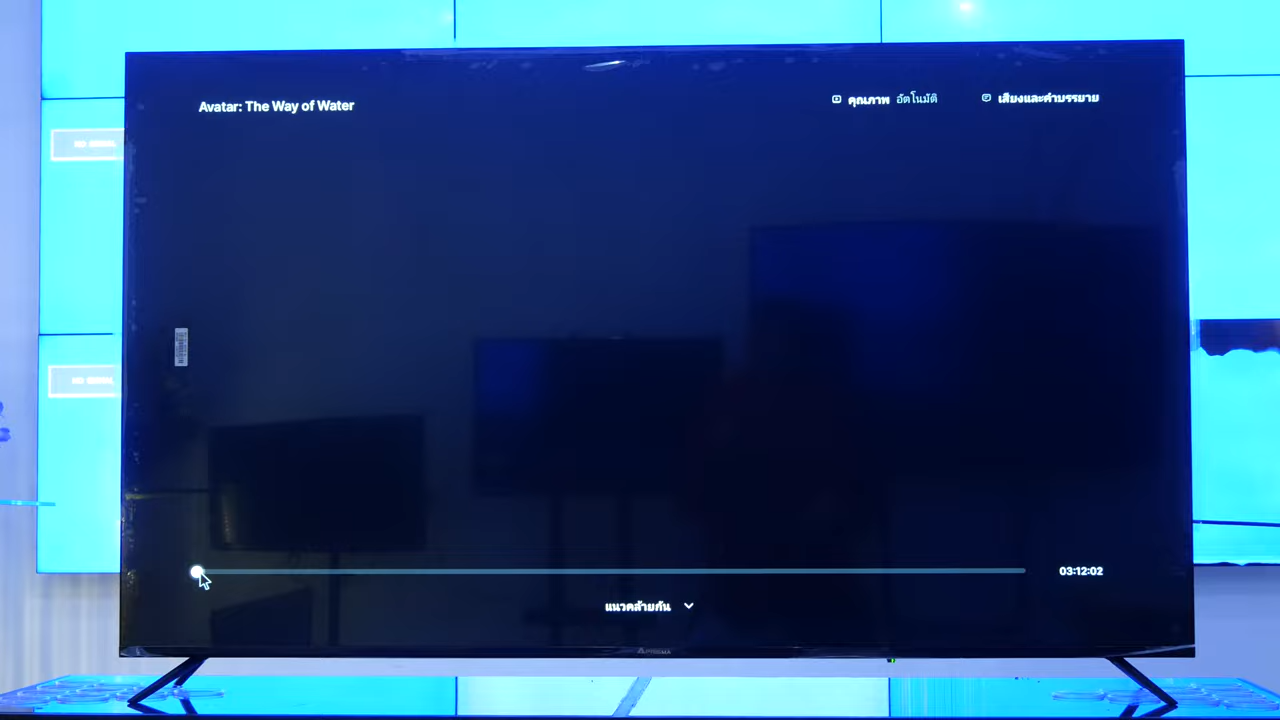 Avatar: The Way of Water
คุณภาพ อัตโนมัติ
เสียงและคำบรรยาย
03:12:02
แนวคล้ายกัน